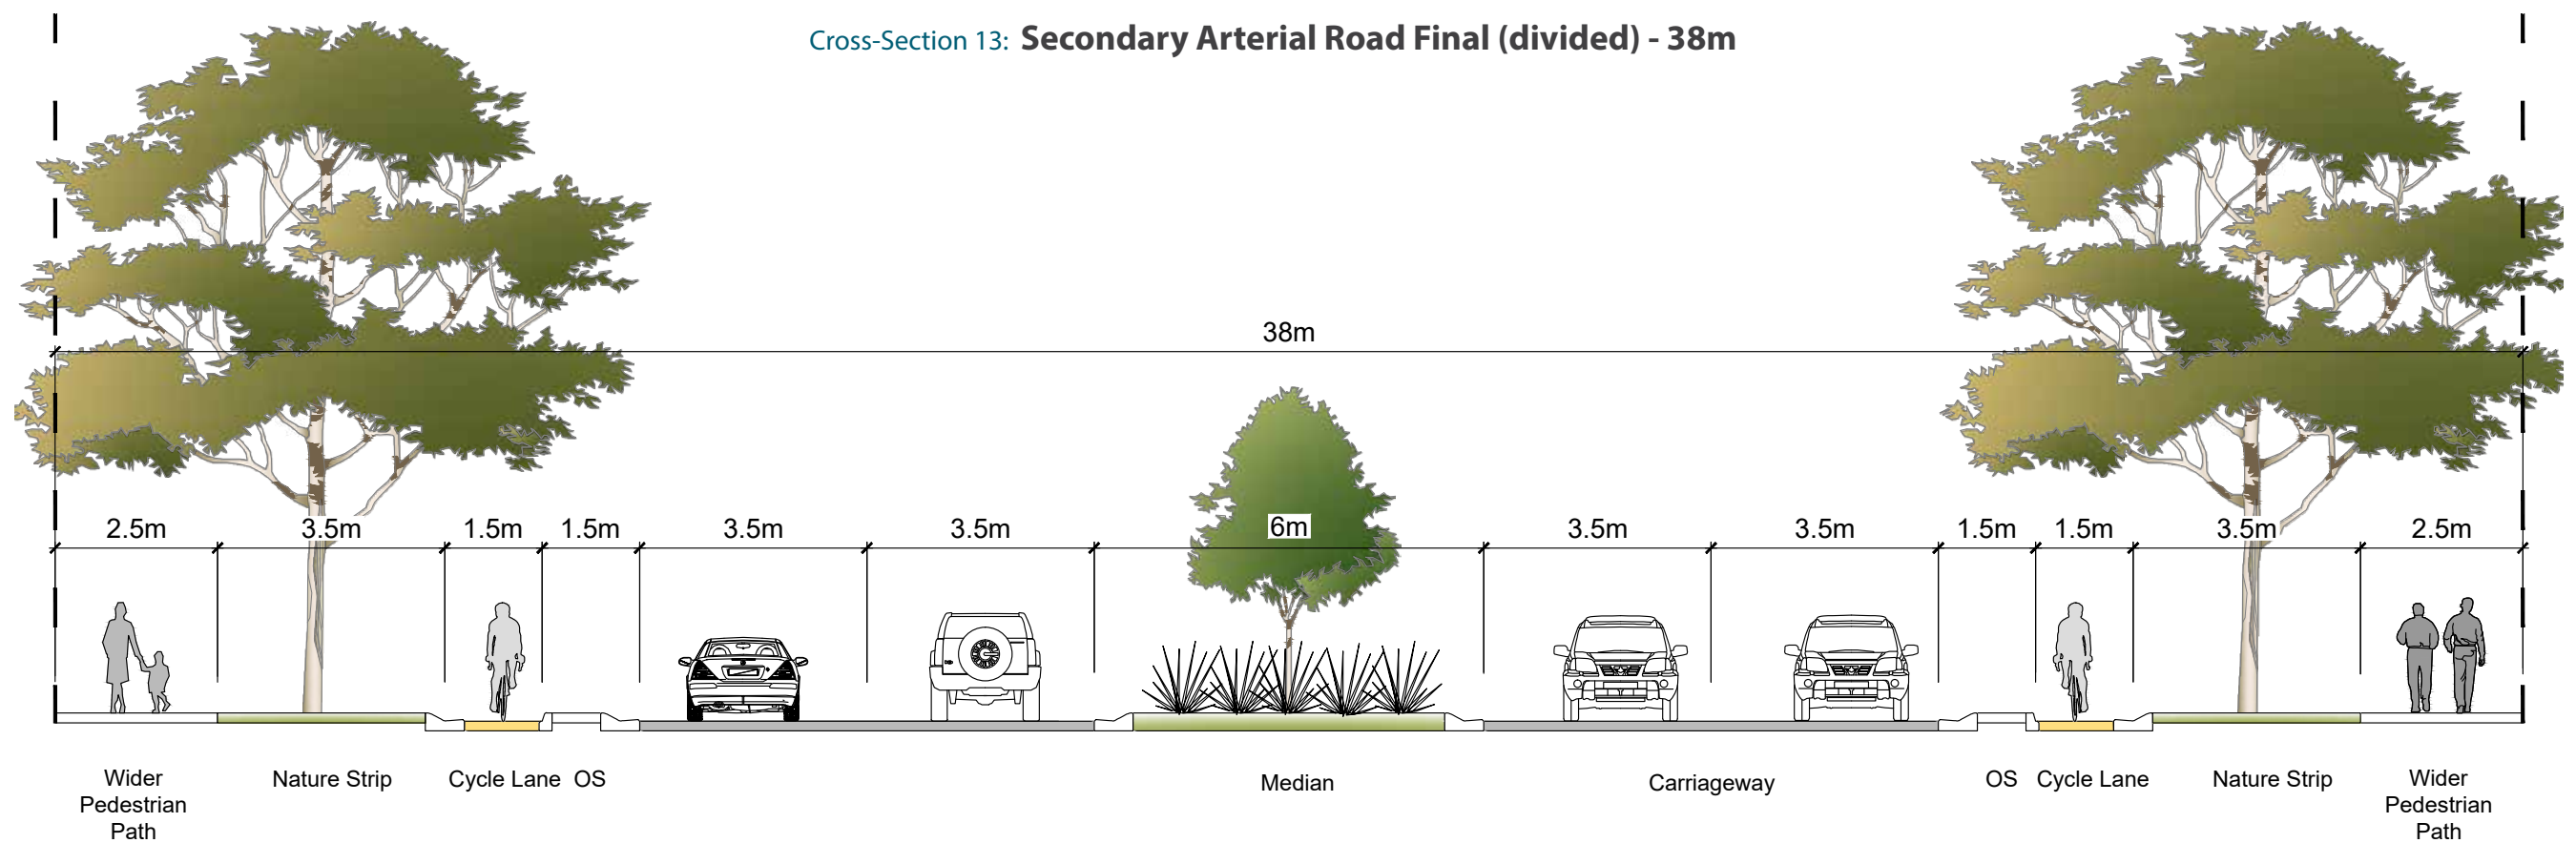 Cross-Section 13: Secondary Arterial Road Final (divided) - 38m
38m
2.5m 3.5m 1.5m 1.5m 3.5m 3.5m 6m 3.5m 3.5m 1.5m 1.5m 3.5m 2.5m
Wider
Pedestrian
Path
Nature Strip
Cycle Lane
OS
Median
Carriageway
OS
Cycle Lane
Nature Strip
Wider
Pedestrian
Path